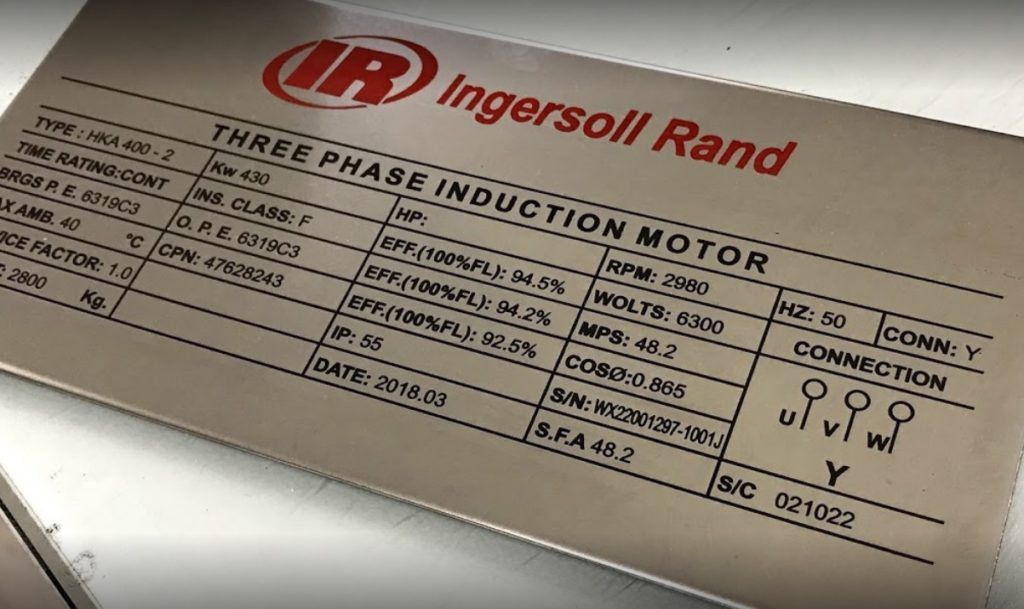 IR Ingersoll Rand
THREE PHASE INDUCTION MOTOR
TYPE : HKA 400 - 2
Kw 430
HP:
RPM: 2980
HZ: 50
CONN: Y
TIME RATING:CONT
INS. CLASS: F
EFF.(100%FL): 94.5%
WOLTS: 6300
CONNECTION
BRGS P. E. 6319C3
O. P. E. 6319C3
EFF.(100%FL): 94.2%
MPS: 48.2
U V W
Y
AX AMB. 40 °C
CPN: 47628243
EFF.(100%FL): 92.5%
COSØ:0.865
VICE FACTOR: 1.0
IP: 55
S/N: WX22001297-1001J
: 2800 Kg.
DATE: 2018.03
S.F.A 48.2
S/C 021022